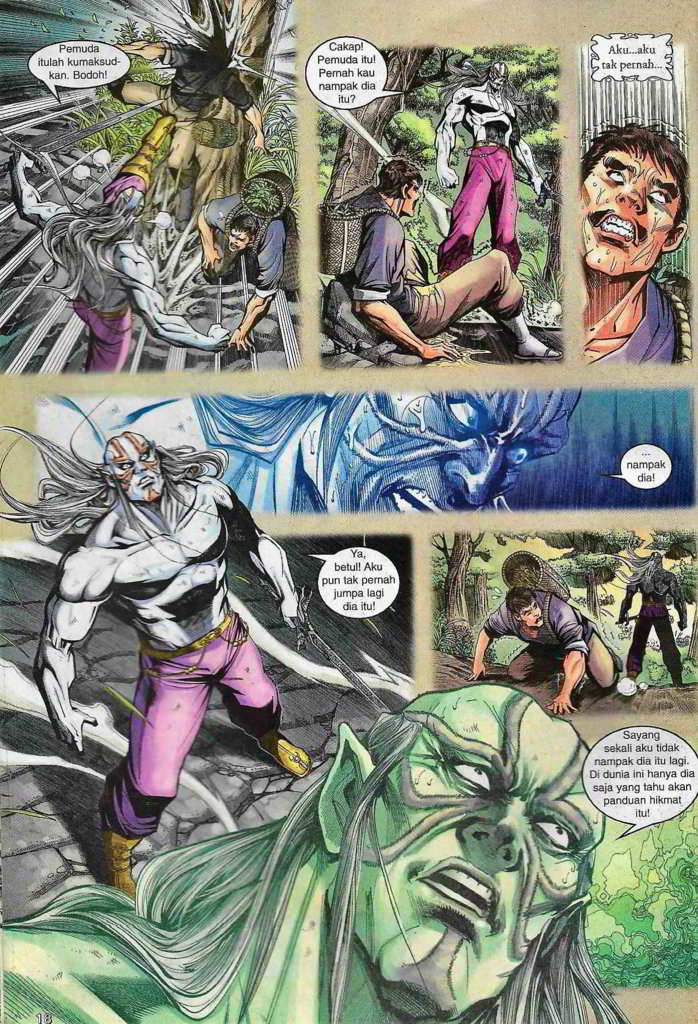 Pemuda
itulah kumaksud-
kan. Bodoh!
Cakap!
Pemuda itu!
Pernah kau
nampak dia
itu?
Aku...aku
tak pernah...
...
nampak
dia!
Ya,
betul! Aku
pun tak pernah
jumpa lagi
dia itu!
Sayang
sekali aku tidak
nampak dia itu lagi.
Di dunia ini hanya dia
saja yang tahu akan
panduan hikmat
itu!
18